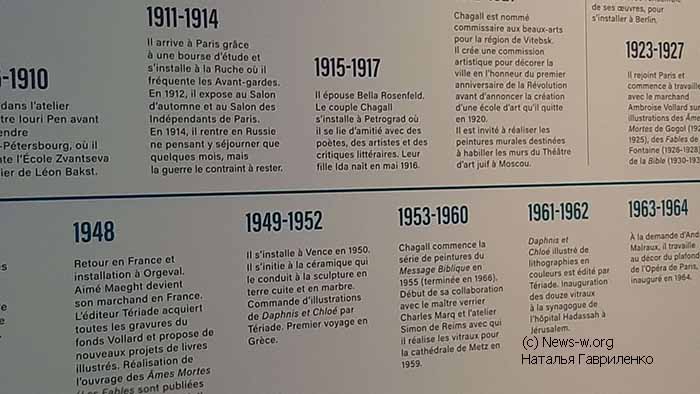 1911-1914
Il arrive à Paris grâce
à une bourse d'étude et
s'installe à la Ruche où il
fréquente les Avant-gardes.
En 1912, il expose au Salon
d'automne et au Salon des
Indépendants de Paris.
En 1914, il rentre en Russie
ne pensant y séjourner que
quelques mois, mais
la guerre le contraint à rester.
-1910
dans l'atelier
tre Iouri Pen avant
endre
-Pétersbourg, où il
nte l'École Zvantseva
ier de Léon Bakst.
1915-1917
Il épouse Bella Rosenfeld.
Le couple Chagall
s'installe à Petrograd où
il se lie d'amitié avec des
poètes, des artistes et des
critiques littéraires. Leur
fille Ida naît en mai 1916.
Chagall est nommé
commissaire aux beaux-arts
pour la région de Vitebsk.
Il crée une commission
artistique pour décorer la
ville en l'honneur du premier
anniversaire de la Révolution
avant d'annoncer la création
d'une école d'art qu'il quitte
en 1920.
Il est invité à réaliser les
peintures murales destinées
à habiller les murs du Théâtre
d'art juif à Moscou.
de ses œuvres, pour
s'installer à Berlin.
1923-1927
Il rejoint Paris et
commence à travaille
avec le marchand
Ambroise Vollard sur
illustrations des Âmes
Mortes de Gogol (192
1925), des Fables de
Fontaine (1926-1928)
de la Bible (1930-193
1948
Retour en France et
installation à Orgeval.
Aimé Maeght devient
son marchand en France.
L'éditeur Tériade acquiert
toutes les gravures du
fonds Vollard et propose de
nouveaux projets de livres
illustrés. Réalisation de
l'ouvrage des Âmes Mortes
(Les Fables sont publiées
1949-1952
Il s'installe à Vence en 1950.
Il s'initie à la céramique qui
le conduit à la sculpture en
terre cuite et en marbre.
Commande d'illustrations
de Daphnis et Chloé par
Tériade. Premier voyage en
Grèce.
1953-1960
Chagall commence la
série de peintures du
Message Biblique en
1955 (terminée en 1966).
Début de sa collaboration
avec le maître verrier
Charles Marq et l'atelier
Simon de Reims avec qui
il réalise les vitraux pour
la cathédrale de Metz en
1959.
1961-1962
Daphnis et
Chloé illustré de
lithographies en
couleurs est édité par
Tériade. Inauguration
des douze vitraux
à la synagogue de
l'hôpital Hadassah à
Jérusalem.
1963-1964
À la demande d'And
Malraux, il travaille
au décor du plafond
de l'Opéra de Paris,
inauguré en 1964.
(c) News-w.org
Наталья Гавриленко